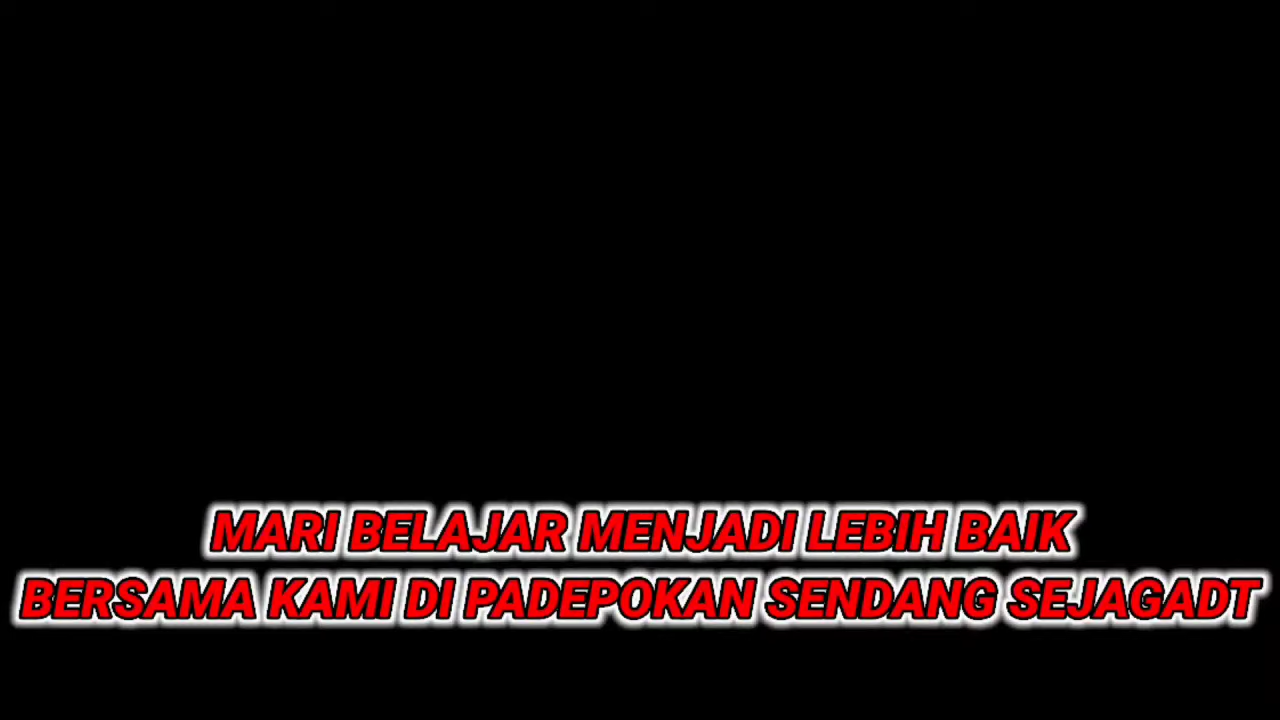 MARI BELAJAR MENJADI LEBIH BAIK
BERSAMA KAMI DI PADEPOKAN SENDANG SEJAGADT